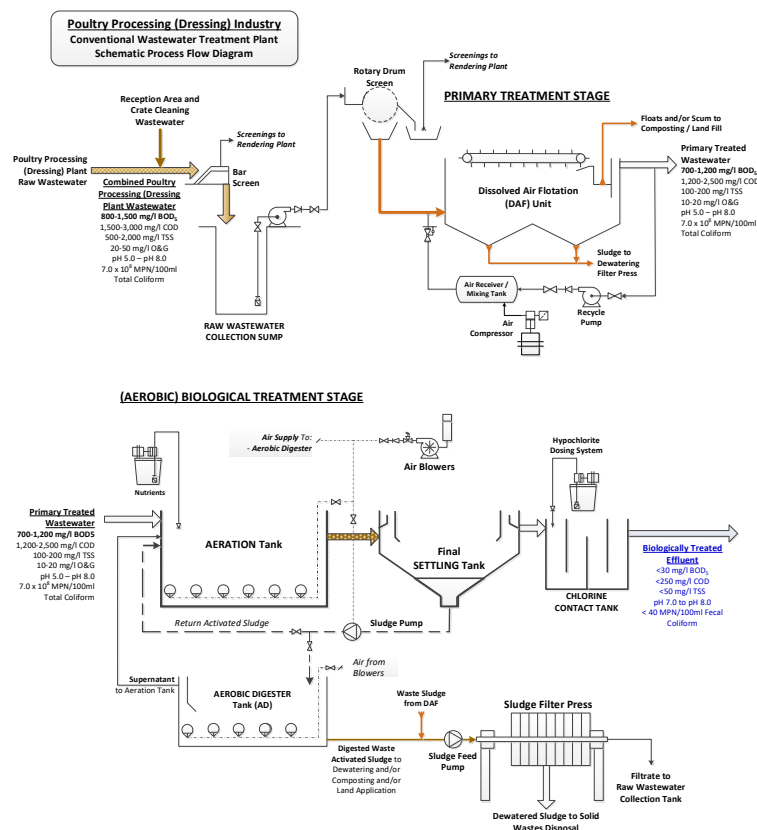 Poultry Processing (Dressing) Industry
Conventional Wastewater Treatment Plant
Schematic Process Flow Diagram
Screenings to
Rendering Plant
Rotary Drum
Screen
PRIMARY TREATMENT STAGE
Reception Area and
Crate Cleaning
Wastewater
Screenings to
Rendering Plant
Floats and/or Scum to
Composting / Land
Fill
Poultry Processing
(Dressing) Plant
Raw Wastewater
Bar
Screen
Combined Poultry
Processing (Dressing
Plant Wastewater
800-1,500 mg/l BOD5
1,500-3,000 mg/l COD
500-2,000 mg/l TSS
20-50 mg/l O&G
pH 5.0 – pH 8.0
7.0 x 10⁸ MPN/100ml
Total Coliform
RAW WASTEWATER
COLLECTION SUMP
Dissolved Air Flotation
(DAF) Unit
Primary Treated
Wastewater
700-1,200 mg/l BOD5
1,200-2,500 mg/l COD
100-200 mg/l TSS
10-20 mg/l O&G
pH 5.0 – pH 8.0
7.0 x 10⁸ MPN/100ml
Total Coliform
Sludge to
Dewatering
Filter Press
Air Receiver /
Mixing Tank
Air
Compressor
Recycle
Pump
(AEROBIC) BIOLOGICAL TREATMENT STAGE
Nutrients
Air Supply To:
- Aerobic Digester
Air Blowers
Hypochlorite
Dosing System
Primary Treated
Wastewater
700-1,200 mg/l BOD5
1,200-2,500 mg/l COD
100-200 mg/l TSS
10-20 mg/l O&G
pH 5.0 – pH 8.0
7.0 x 10⁸ MPN/100ml
Total Coliform
AERATION Tank
Final
SETTLING Tank
CHLORINE
CONTACT TANK
Biologically Treated
Effluent
<30 mg/l BOD5
<250 mg/l COD
<50 mg/l TSS
pH 7.0 to pH 8.0
< 40 MPN/100ml Fecal
Coliform
Return Activated Sludge
Sludge Pump
Air from
Blowers
Supernatant
to Aeration Tank
AEROBIC DIGESTER
Tank (AD)
Waste Sludge
from DAF
Sludge Filter Press
Digested Waste
Activated Sludge to
Dewatering and/or
Composting and/or
Land Application
Sludge Feed
Pump
Filtrate to
Raw Wastewater
Collection Tank
Dewatered Sludge to Solid
Wastes Disposal